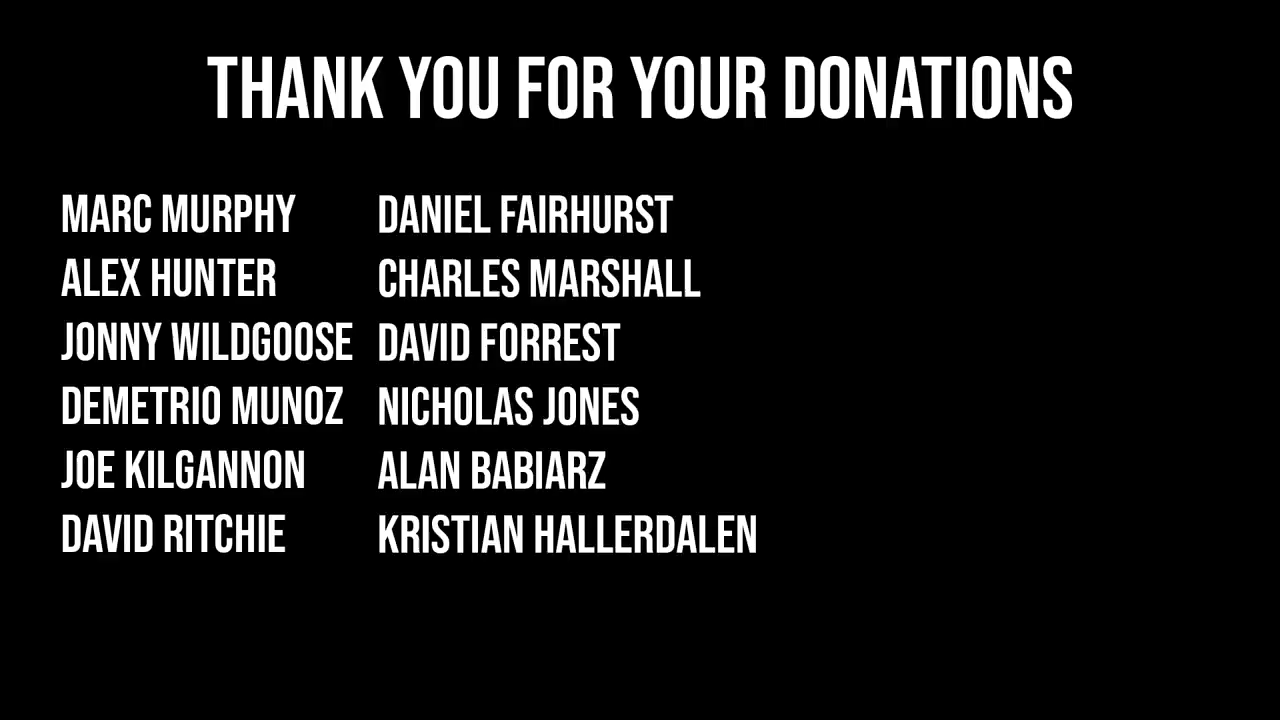 THANK YOU FOR YOUR DONATIONS
MARC MURPHY
ALEX HUNTER
JONNY WILDGOOSE
DEMETRIO MUNOZ
JOE KILGANNON
DAVID RITCHIE
DANIEL FAIRHURST
CHARLES MARSHALL
DAVID FORREST
NICHOLAS JONES
ALAN BABIARZ
KRISTIAN HALLERDALEN